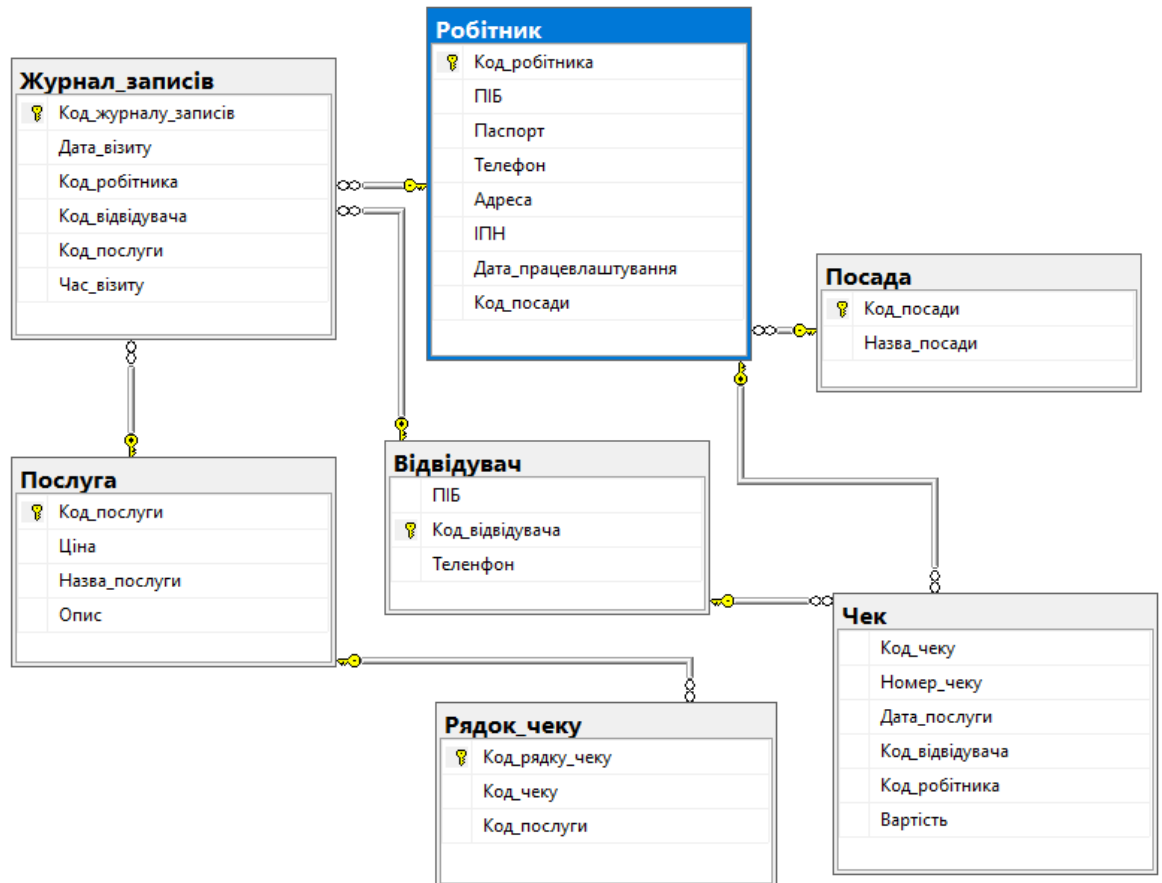 Робітник
Код_робітника
ПІБ
Паспорт
Телефон
Адреса
ІПН
Дата_працевлаштування
Код_посади
Журнал_записів
Код_журналу_записів
Дата_візиту
Код_робітника
Код_відвідувача
Код_послуги
Час_візиту
Посада
Код_посади
Назва_посади
Відвідувач
ПІБ
Код_відвідувача
Теленфон
Послуга
Код_послуги
Ціна
Назва_послуги
Опис
Чек
Код_чеку
Номер_чеку
Дата_послуги
Код_відвідувача
Код_робітника
Вартість
Рядок_чеку
Код_рядку_чеку
Код_чеку
Код_послуги